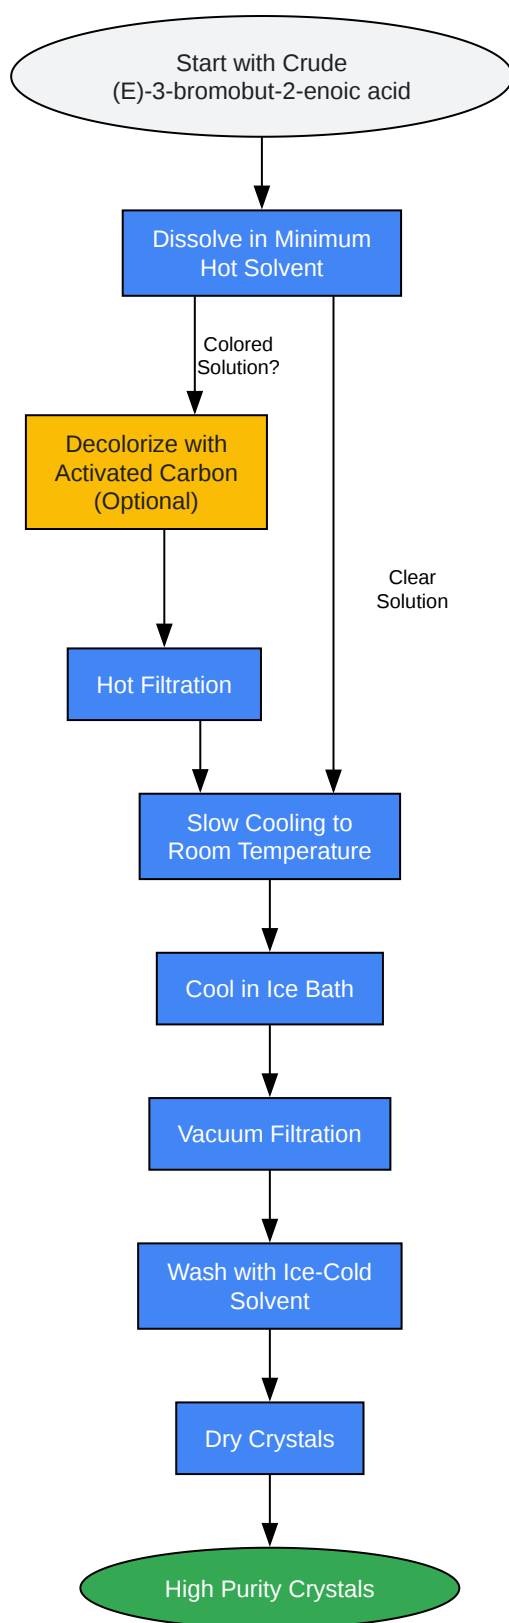 Start with Crude
(E)-3-bromobut-2-enoic acid
Dissolve in Minimum
Hot Solvent
Colored
Solution?
Decolorize with
Activated Carbon
(Optional)
Clear
Solution
Hot Filtration
Slow Cooling to
Room Temperature
Cool in Ice Bath
Vacuum Filtration
Wash with Ice-Cold
Solvent
Dry Crystals
High Purity Crystals